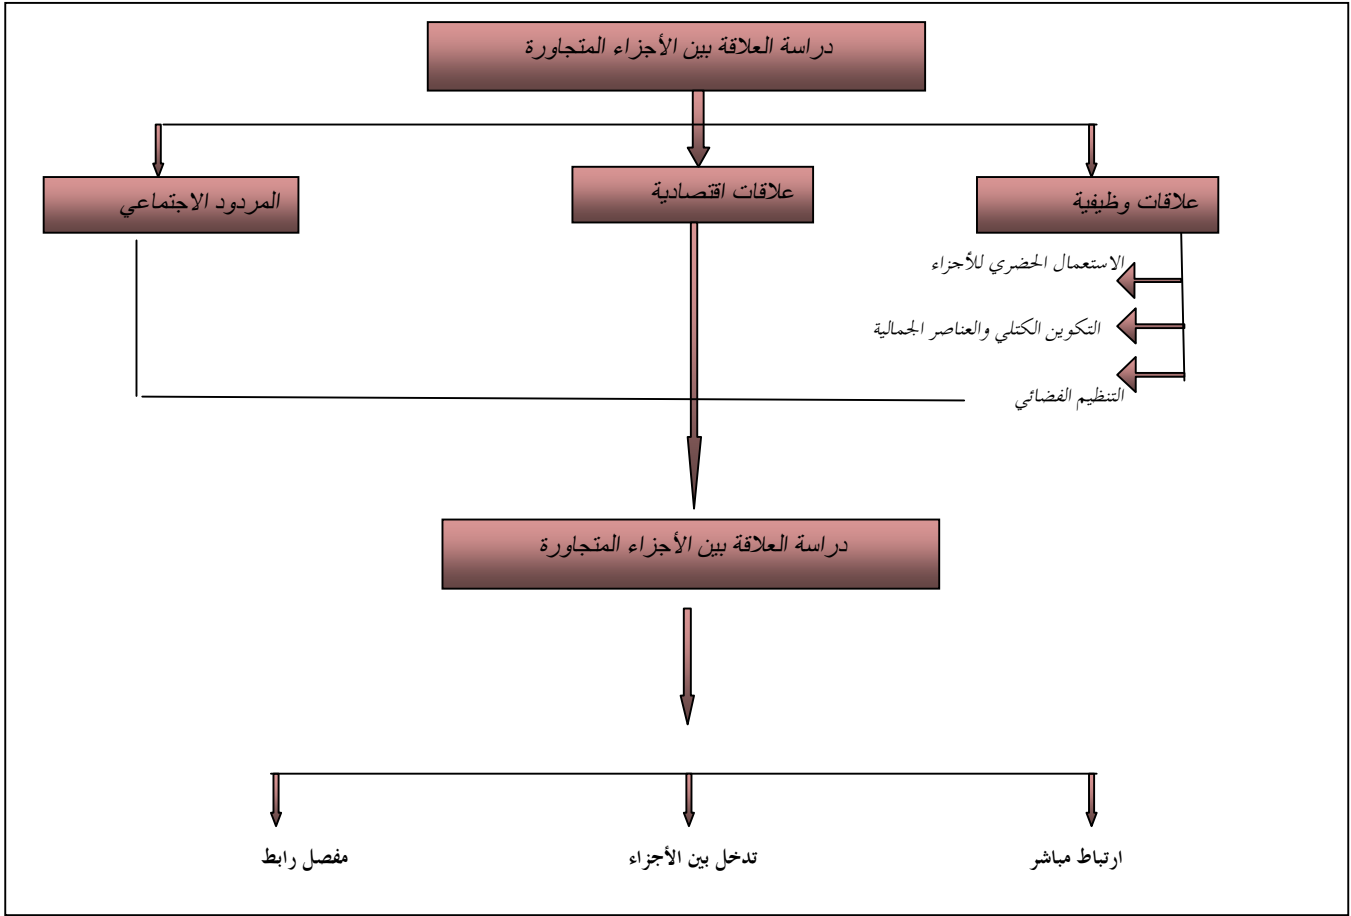 دراسة العلاقة بين الأجزاء المتجاورة
علاقات وظيفية
علاقات اقتصادية
المردود الاجتماعي
الاستعمال الحضري للأجزاء
التكوين الكتلي والعناصر الجمالية
التنظيم الفضائي
دراسة العلاقة بين الأجزاء المتجاورة
ارتباط مباشر
تدخل بين الأجزاء
مفصل رابط